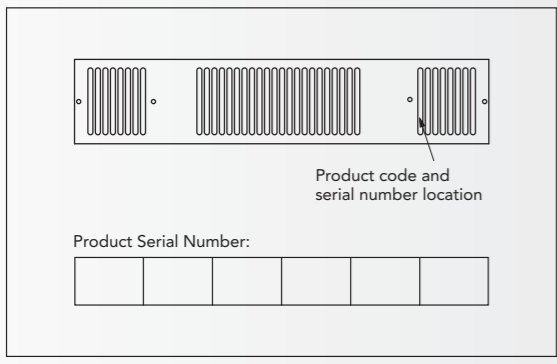 Product code and
serial number location
Product Serial Number: